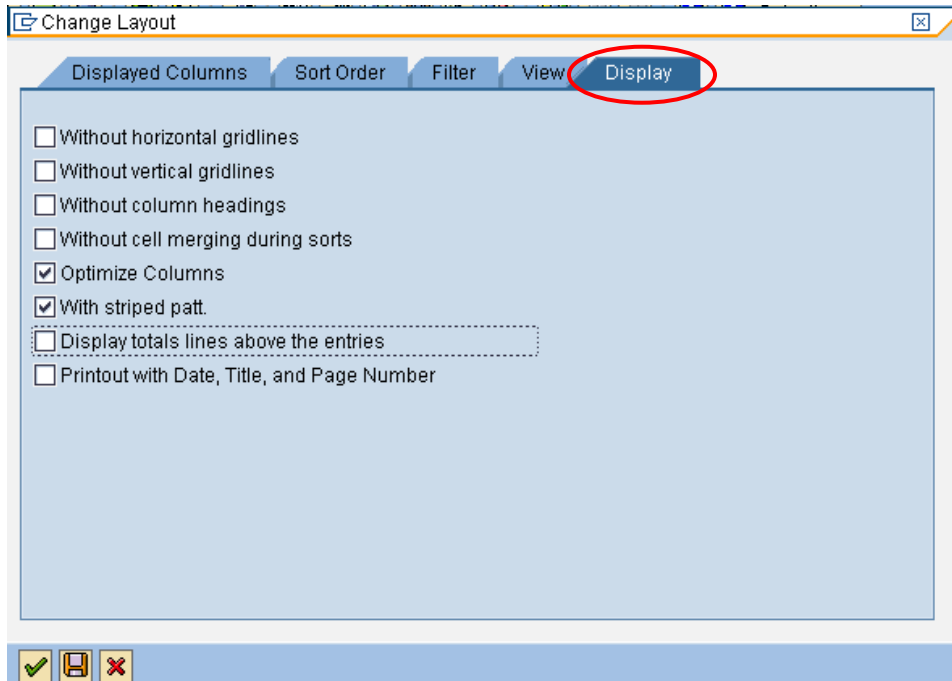 Change Layout
Displayed Columns Sort Order Filter View Display
Without horizontal gridlines
Without vertical gridlines
Without column headings
Without cell merging during sorts
Optimize Columns
With striped patt.
Display totals lines above the entries
Printout with Date, Title, and Page Number